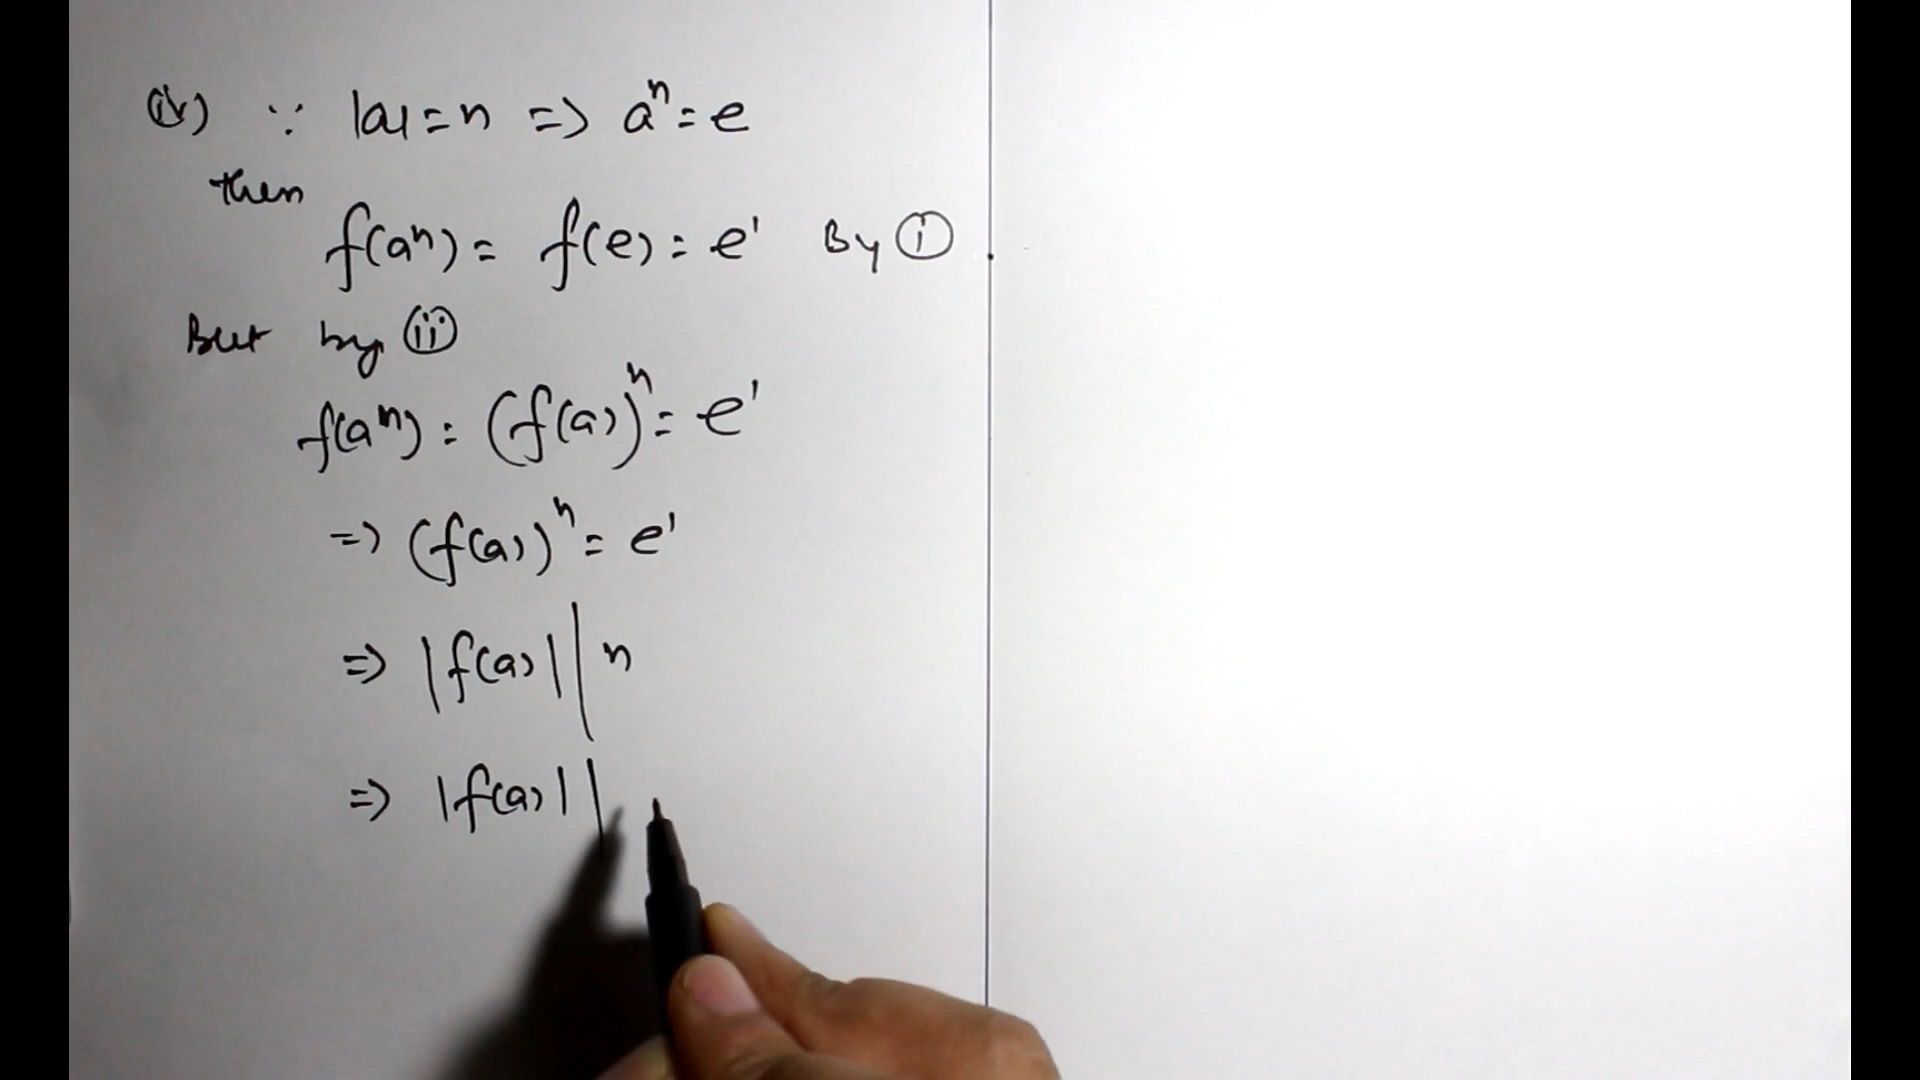 (iv) ∵ |a| = n => aⁿ = e
then
f(aⁿ) = f(e) = e' By (i).
But by (ii)
f(aⁿ) = (f(a))ⁿ = e'
=> (f(a))ⁿ = e'
=> |f(a)| | n
=> |f(a)| |